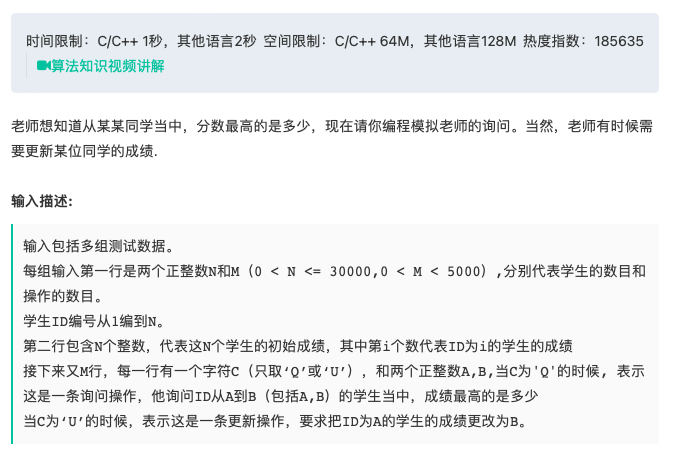 时间限制：C/C++ 1秒，其他语言2秒 空间限制：C/C++ 64M，其他语言128M 热度指数：185635
算法知识视频讲解
老师想知道从某某同学当中，分数最高的是多少，现在请你编程模拟老师的询问。当然，老师有时候需
要更新某位同学的成绩.
输入描述:
输入包括多组测试数据。
每组输入第一行是两个正整数N和M（0 < N <= 30000,0 < M < 5000）,分别代表学生的数目和
操作的数目。
学生ID编号从1编到N。
第二行包含N个整数，代表这N个学生的初始成绩，其中第i个数代表ID为i的学生的成绩
接下来又M行，每一行有一个字符C（只取‘Q’或‘U’），和两个正整数A,B,当C为'Q'的时候, 表示
这是一条询问操作，他询问ID从A到B（包括A,B）的学生当中，成绩最高的是多少
当C为‘U’的时候，表示这是一条更新操作，要求把ID为A的学生的成绩更改为B。